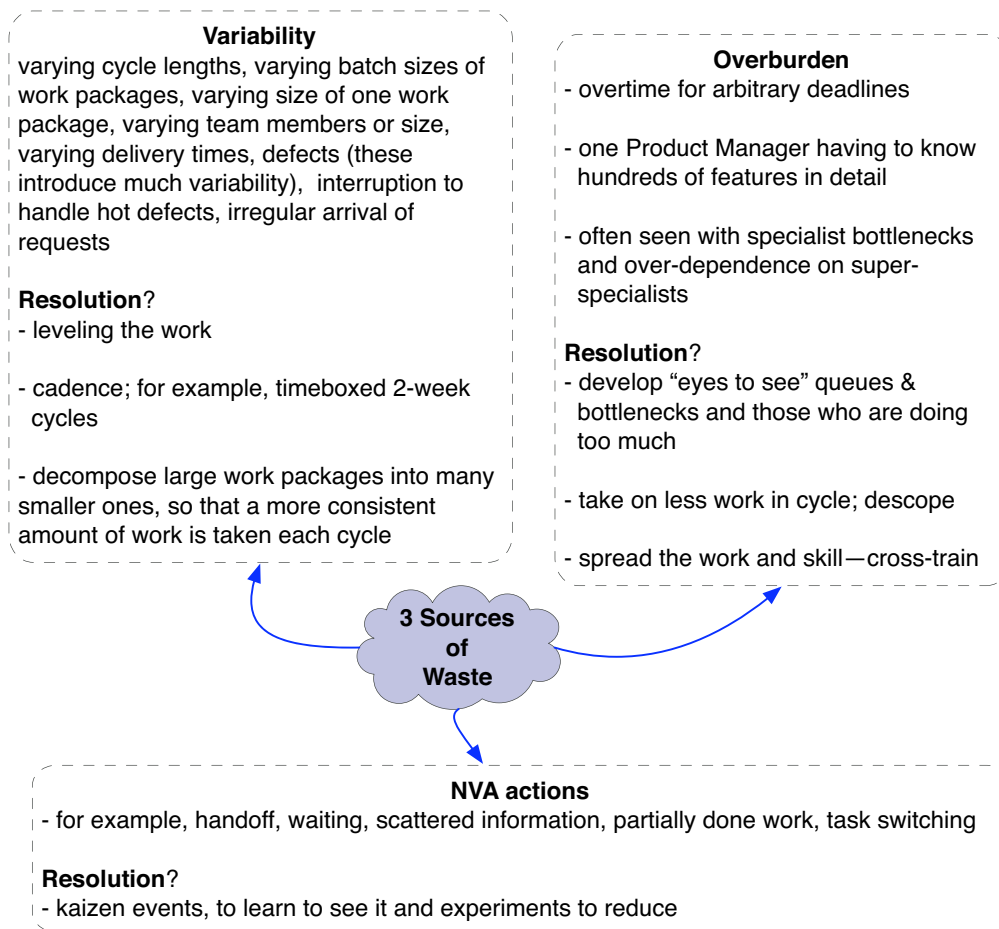 Variability
varying cycle lengths, varying batch sizes of
work packages, varying size of one work
package, varying team members or size,
varying delivery times, defects (these
introduce much variability),  interruption to
handle hot defects, irregular arrival of
requests
Resolution?
- leveling the work
- cadence; for example, timeboxed 2-week
cycles
- decompose large work packages into many
smaller ones, so that a more consistent
amount of work is taken each cycle
Overburden
- overtime for arbitrary deadlines
- one Product Manager having to know
hundreds of features in detail
- often seen with specialist bottlenecks
and over-dependence on super-
specialists
Resolution?
- develop “eyes to see” queues &
bottlenecks and those who are doing
too much
- take on less work in cycle; descope
- spread the work and skill—cross-train
3 Sources
of
Waste
NVA actions
- for example, handoff, waiting, scattered information, partially done work, task switching
Resolution?
- kaizen events, to learn to see it and experiments to reduce